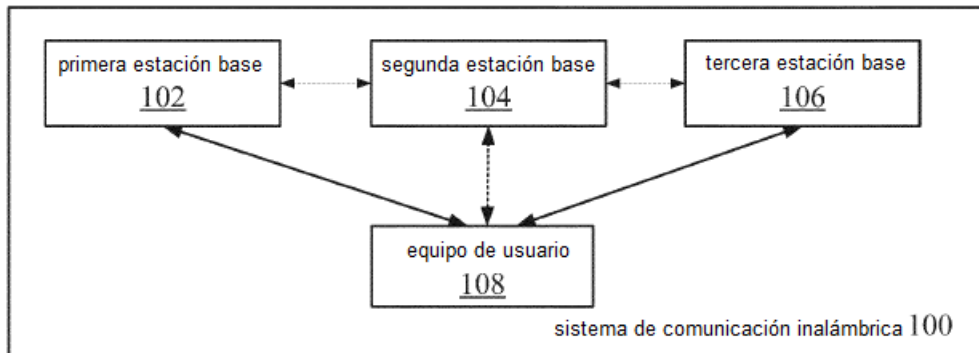 primera estación base
102
segunda estación base
104
tercera estación base
106
equipo de usuario
108
sistema de comunicación inalámbrica 100